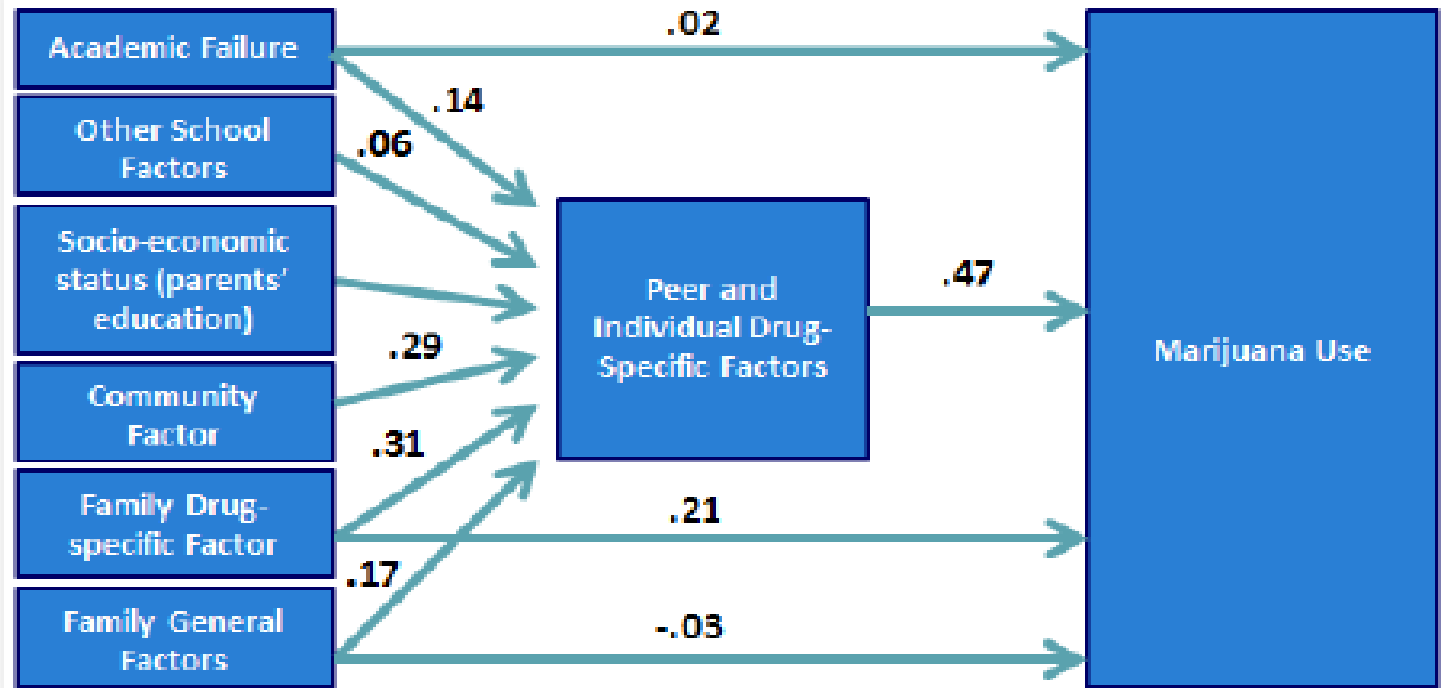 Academic Failure
.02
.14
Other School
Factors
.06
Socio-economic
status (parents'
education)
.29
Community
Factor
.31
Family Drug-
specific Factor
.21
.17
Family General
Factors
-.03
Peer and
Individual Drug-
Specific Factors
.47
Marijuana Use